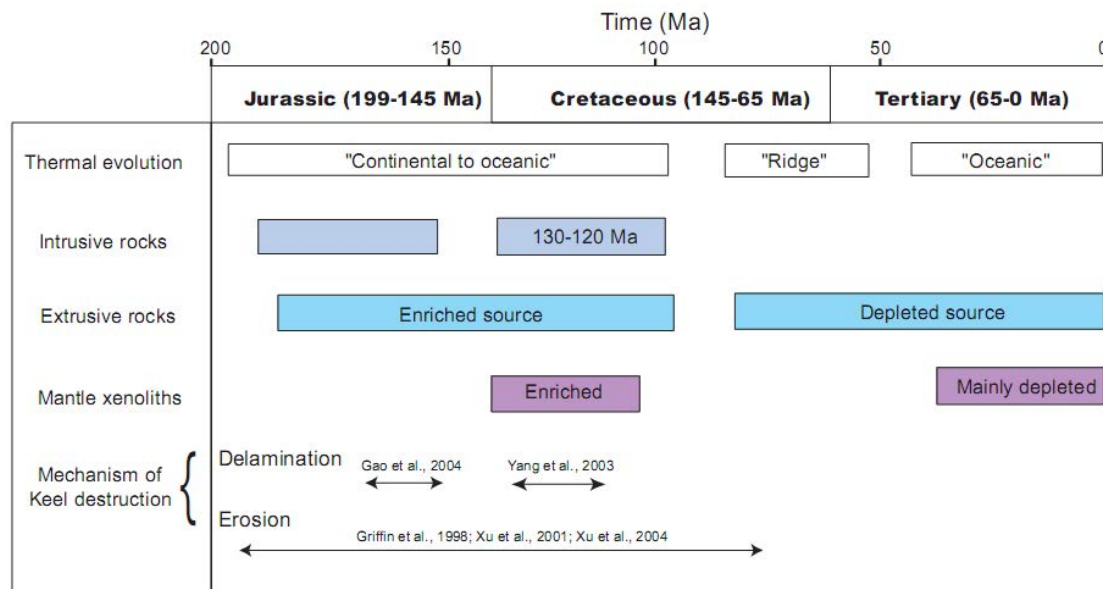 Time (Ma)
200 150 100 50 0
Jurassic (199-145 Ma) Cretaceous (145-65 Ma) Tertiary (65-0 Ma)
Thermal evolution "Continental to oceanic" "Ridge" "Oceanic"
Intrusive rocks 130-120 Ma
Extrusive rocks Enriched source Depleted source
Mantle xenoliths Enriched Mainly depleted
Mechanism of
Keel destruction
Delamination Gao et al., 2004 Yang et al., 2003
Erosion
Griffin et al., 1998; Xu et al., 2001; Xu et al., 2004